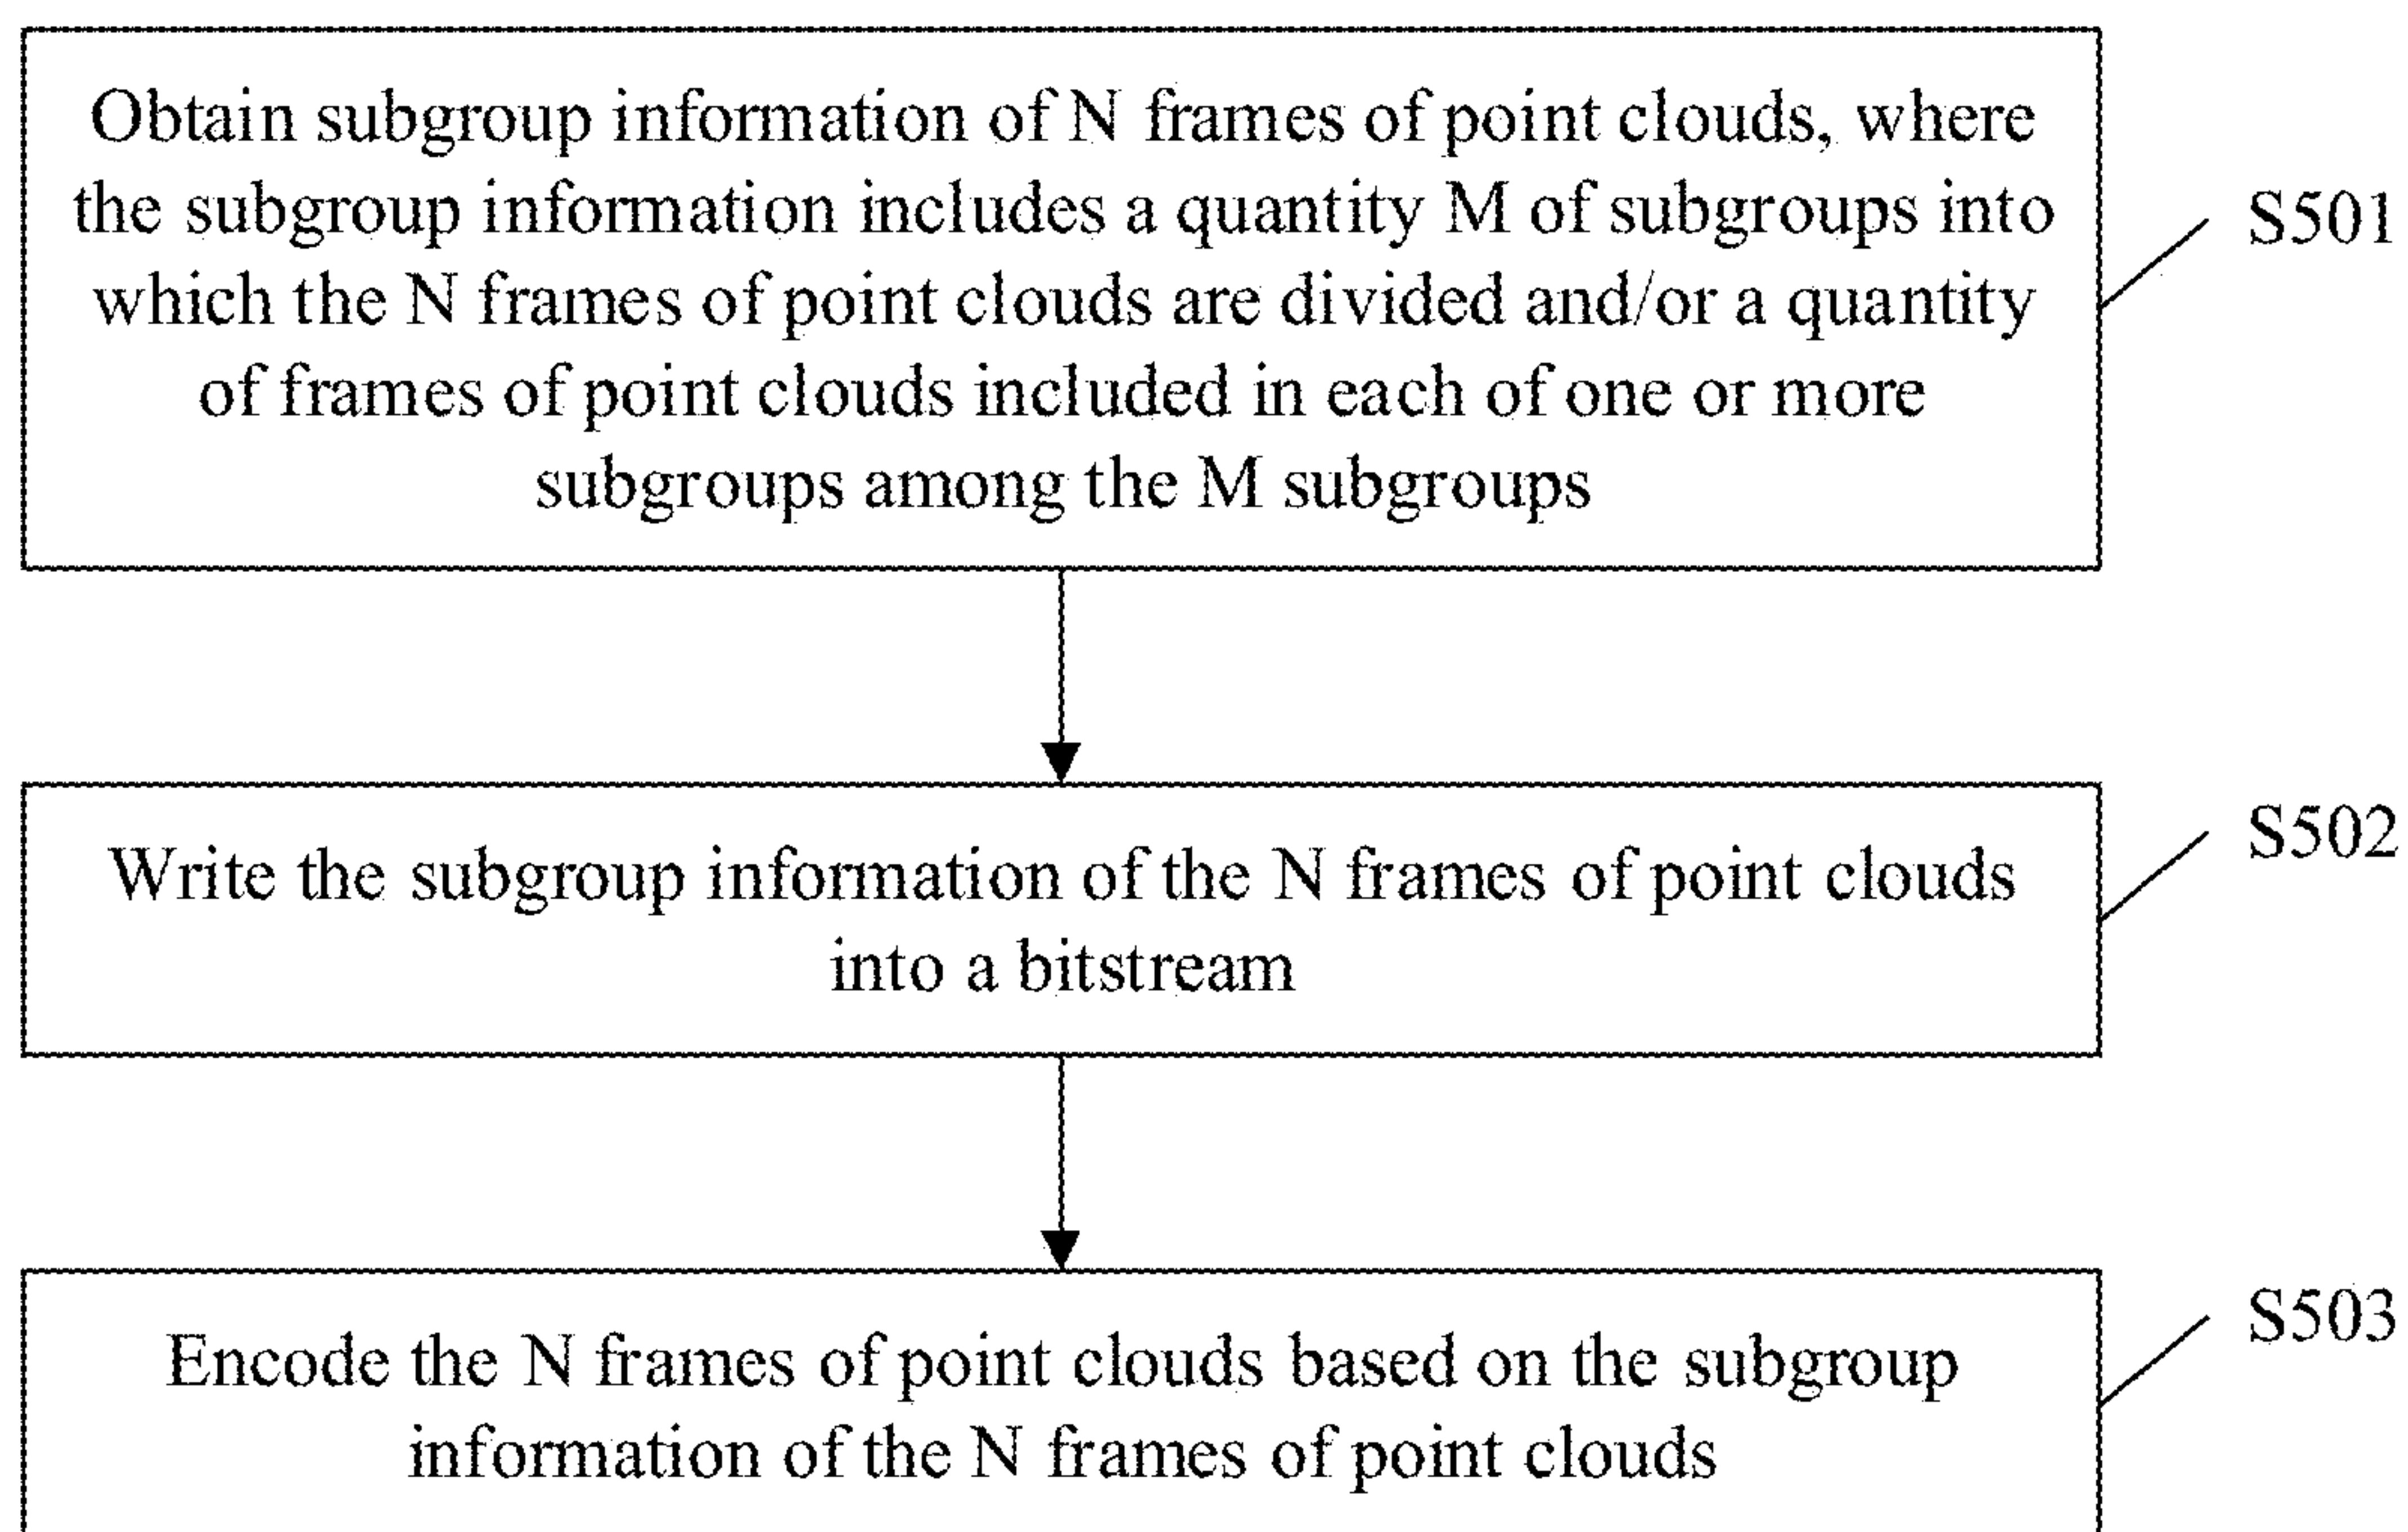 Obtain subgroup information of N frames of point clouds, where
the subgroup information includes a quantity M of subgroups into
which the N frames of point clouds are divided and/or a quantity
of frames of point clouds included in each of one or more
subgroups among the M subgroups
S501
Write the subgroup information of the N frames of point clouds
into a bitstream
S502
Encode the N frames of point clouds based on the subgroup
information of the N frames of point clouds
S503